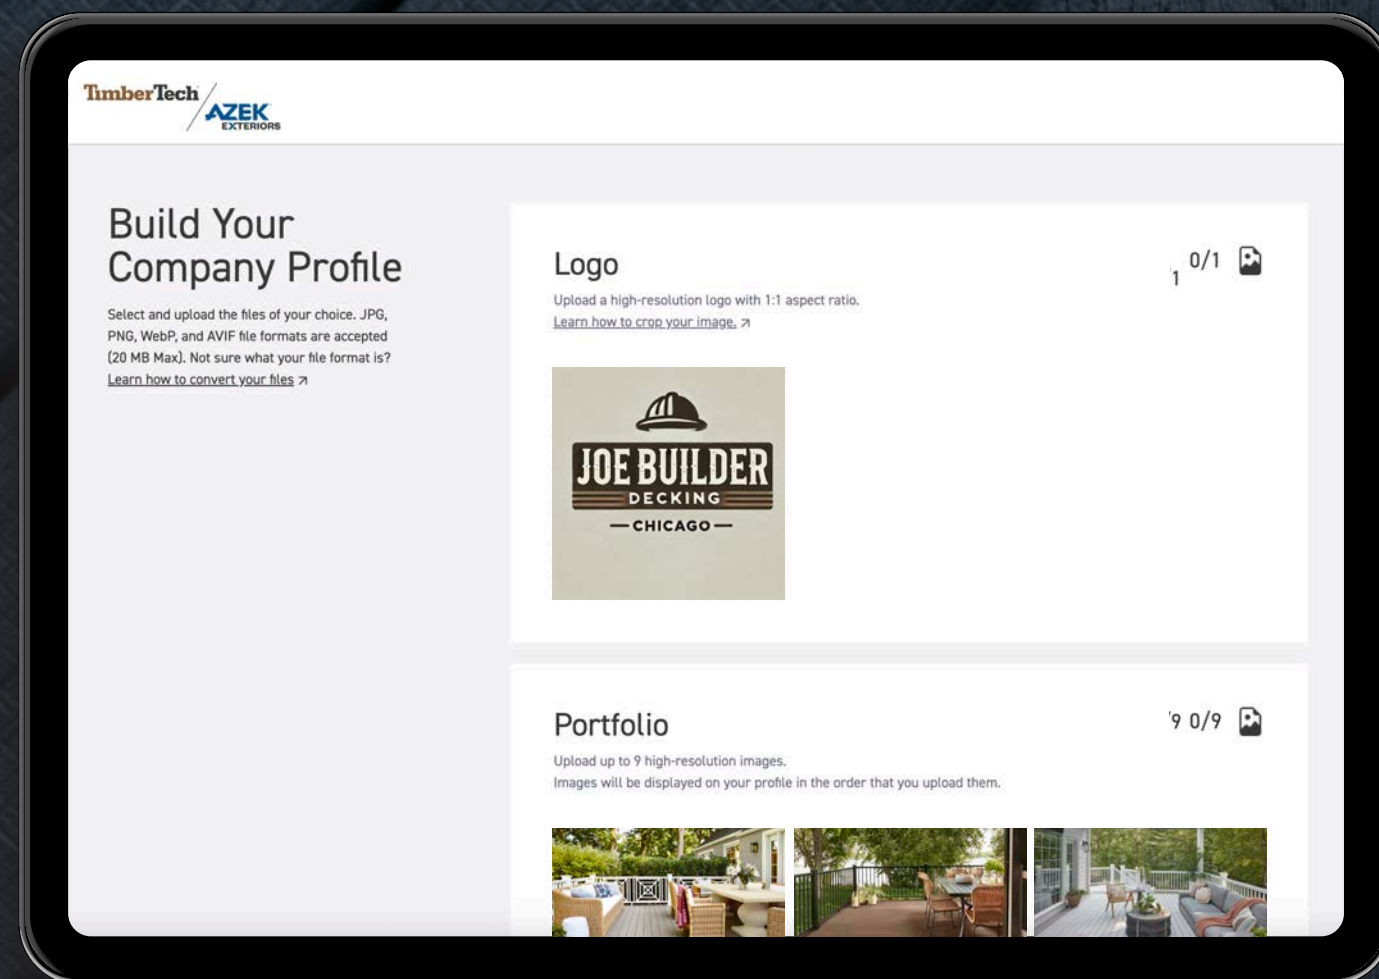 TimberTech
AZEK
EXTERIORS
Build Your
Company Profile
Select and upload the files of your choice. JPG,
PNG, WebP, and AVIF file formats are accepted
(20 MB Max). Not sure what your file format is?
Learn how to convert your files
Logo
1 0/1
Upload a high-resolution logo with 1:1 aspect ratio.
Learn how to crop your image.
JOE BUILDER
DECKING
CHICAGO
Portfolio
'9 0/9
Upload up to 9 high-resolution images.
Images will be displayed on your profile in the order that you upload them.